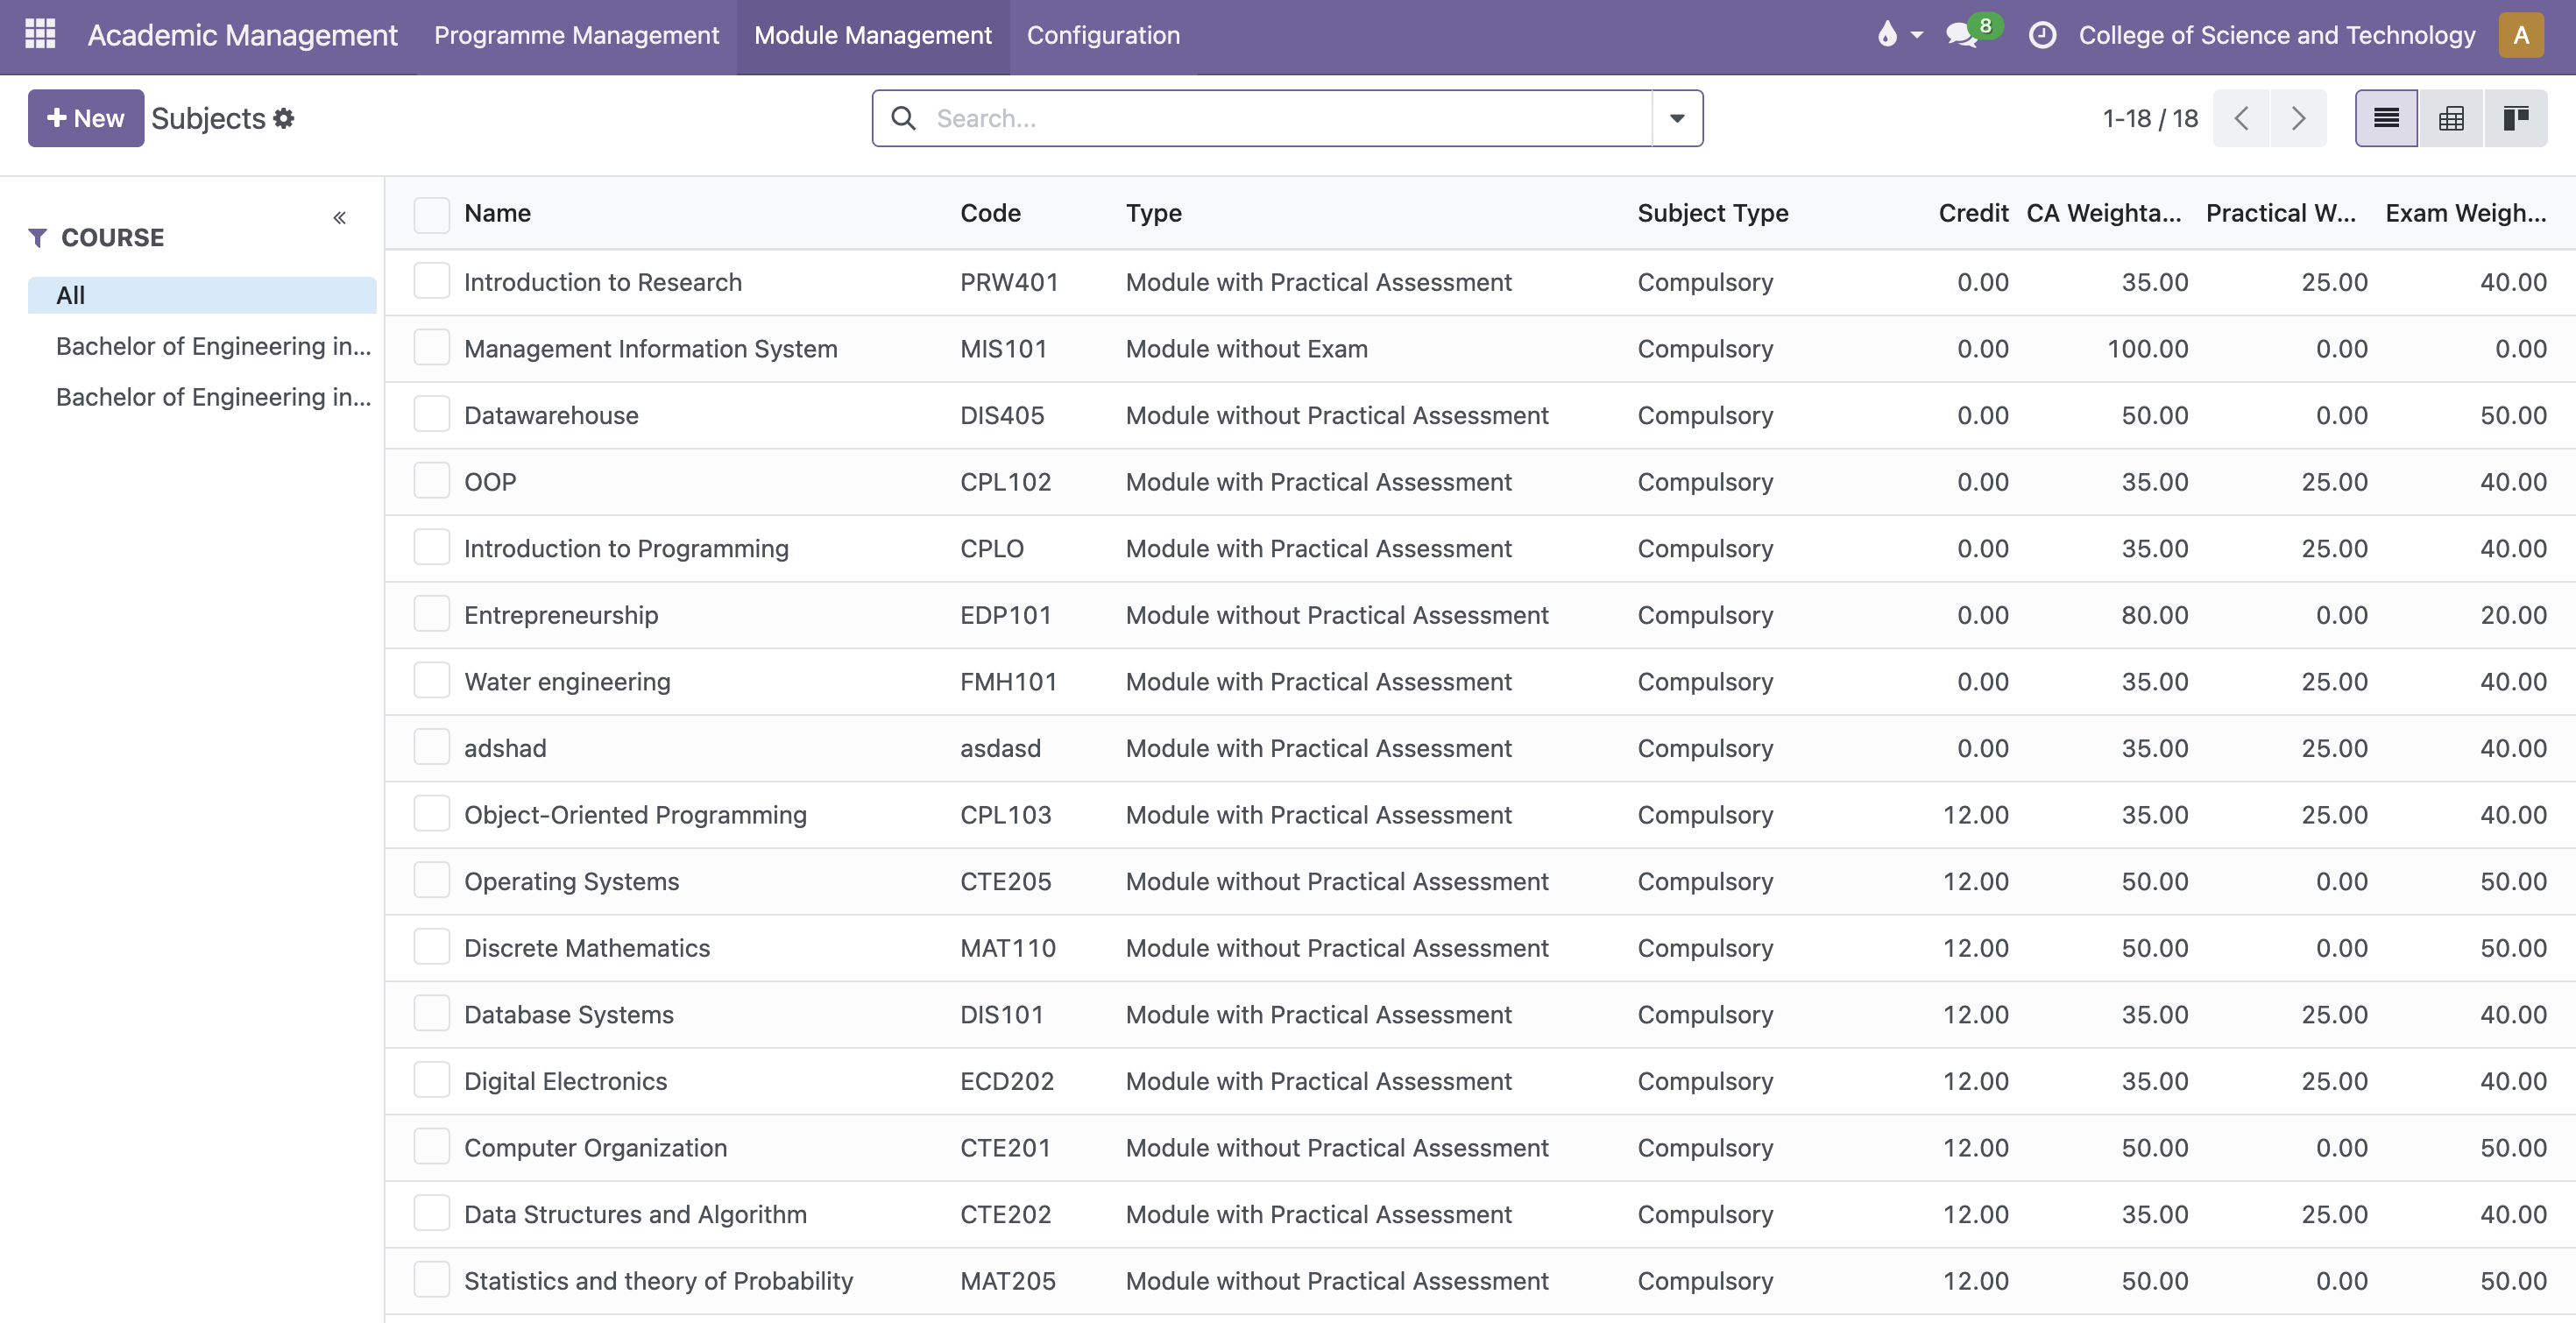 Academic Management Programme Management Module Management Configuration 8 College of Science and Technology A
New Subjects Search... 1-18 / 18
COURSE
All
Bachelor of Engineering in...
Bachelor of Engineering in...
Name Code Type Subject Type Credit CA Weighta... Practical W... Exam Weigh...
Introduction to Research PRW401 Module with Practical Assessment Compulsory 0.00 35.00 25.00 40.00
Management Information System MIS101 Module without Exam Compulsory 0.00 100.00 0.00 0.00
Datawarehouse DIS405 Module without Practical Assessment Compulsory 0.00 50.00 0.00 50.00
OOP CPL102 Module with Practical Assessment Compulsory 0.00 35.00 25.00 40.00
Introduction to Programming CPLO Module with Practical Assessment Compulsory 0.00 35.00 25.00 40.00
Entrepreneurship EDP101 Module without Practical Assessment Compulsory 0.00 80.00 0.00 20.00
Water engineering FMH101 Module with Practical Assessment Compulsory 0.00 35.00 25.00 40.00
adshad asdasd Module with Practical Assessment Compulsory 0.00 35.00 25.00 40.00
Object-Oriented Programming CPL103 Module with Practical Assessment Compulsory 12.00 35.00 25.00 40.00
Operating Systems CTE205 Module without Practical Assessment Compulsory 12.00 50.00 0.00 50.00
Discrete Mathematics MAT110 Module without Practical Assessment Compulsory 12.00 50.00 0.00 50.00
Database Systems DIS101 Module with Practical Assessment Compulsory 12.00 35.00 25.00 40.00
Digital Electronics ECD202 Module with Practical Assessment Compulsory 12.00 35.00 25.00 40.00
Computer Organization CTE201 Module without Practical Assessment Compulsory 12.00 50.00 0.00 50.00
Data Structures and Algorithm CTE202 Module with Practical Assessment Compulsory 12.00 35.00 25.00 40.00
Statistics and theory of Probability MAT205 Module without Practical Assessment Compulsory 12.00 50.00 0.00 50.00